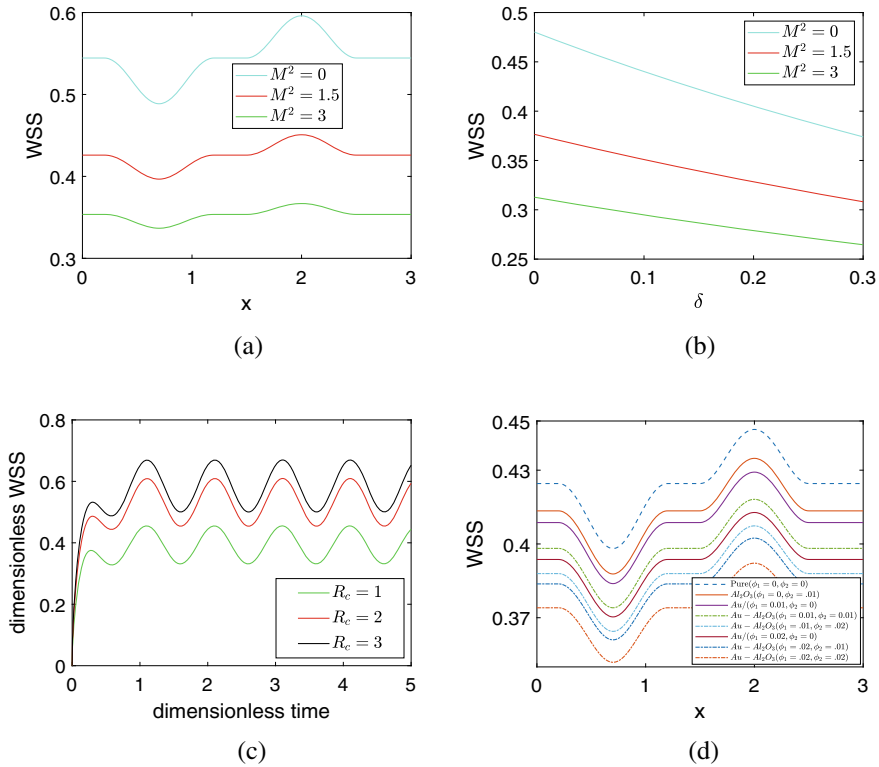 0.6
0.5
0.4
0.3
WSS
M² = 0
M² = 1.5
M² = 3
0 1 2 3
x
(a)
0.5
0.45
0.4
0.35
0.3
0.25
WSS
M² = 0
M² = 1.5
M² = 3
0 0.1 0.2 0.3
δ
(b)
0.8
0.6
0.4
0.2
0
dimensionless WSS
R_c = 1
R_c = 2
R_c = 3
0 1 2 3 4 5
dimensionless time
(c)
0.45
0.43
0.4
0.37
WSS
Pure(ϕ₁ = 0, ϕ₂ = 0)
Al₂O₃(ϕ₁ = 0, ϕ₂ = .01)
Au/(ϕ₁ = 0.01, ϕ₂ = 0)
Au − Al₂O₃(ϕ₁ = 0.01, ϕ₂ = 0.01)
Au − Al₂O₃(ϕ₁ = .01, ϕ₂ = .02)
Au/(ϕ₁ = 0.02, ϕ₂ = 0)
Au − Al₂O₃(ϕ₁ = .02, ϕ₂ = .01)
Au − Al₂O₃(ϕ₁ = .02, ϕ₂ = .02)
0 1 2 3
x
(d)